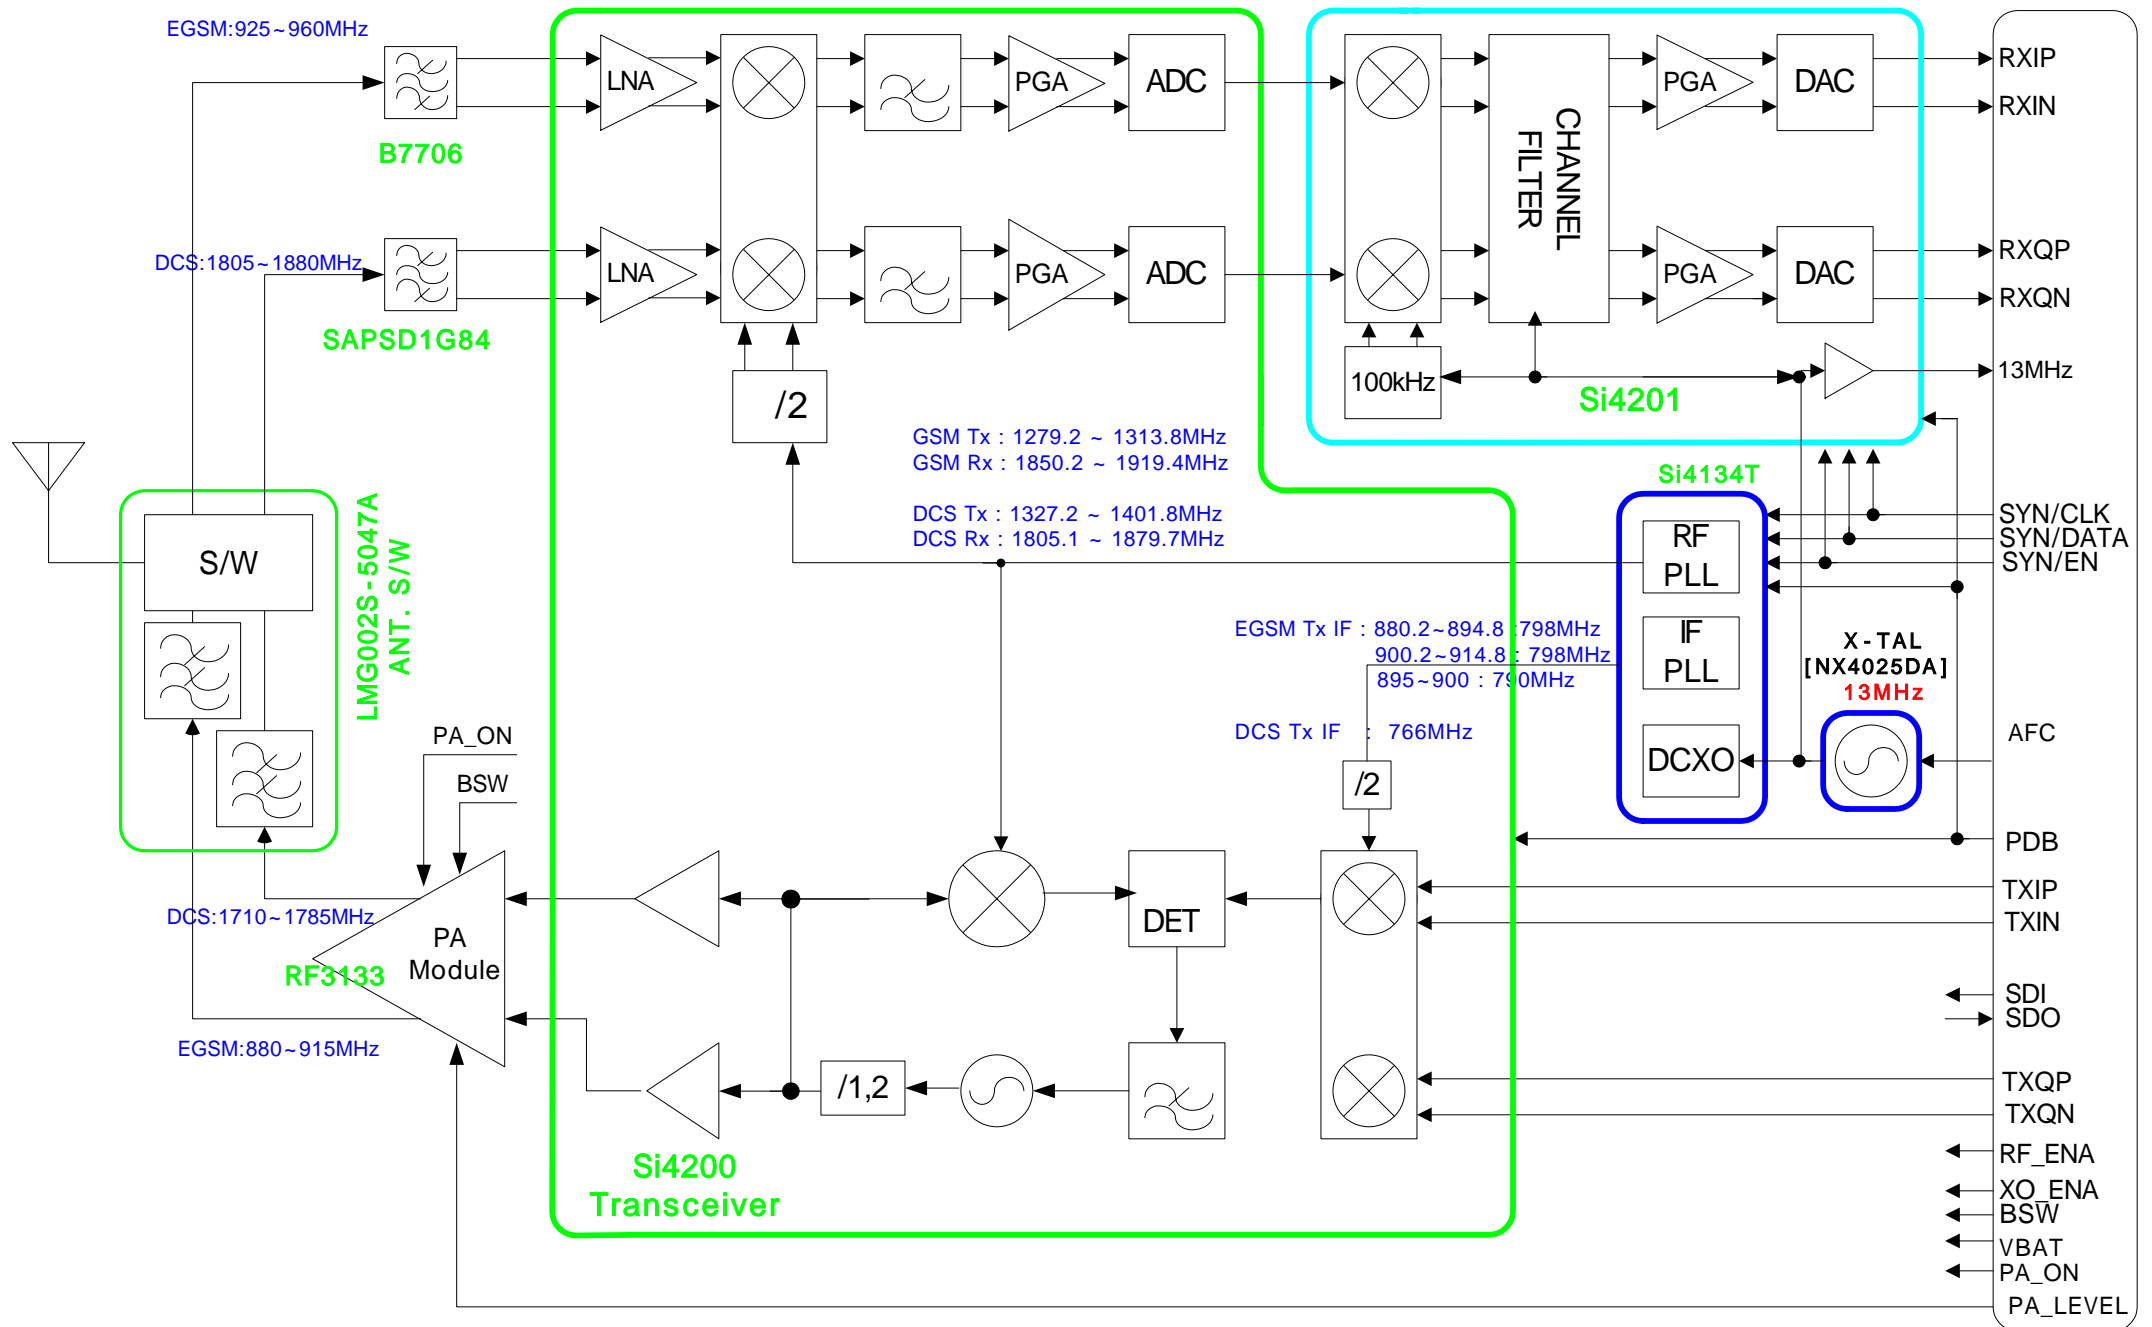 EGSM:925~960MHz
B7706
LNA
PGA
ADC
CHANNEL
FILTER
PGA
DAC
RXIP
RXIN
DCS:1805~1880MHz
SAPSD1G84
LNA
PGA
ADC
PGA
DAC
RXQP
RXQN
/2
100kHz
Si4201
13MHz
GSM Tx : 1279.2 ~ 1313.8MHz
GSM Rx : 1850.2 ~ 1919.4MHz
DCS Tx : 1327.2 ~ 1401.8MHz
DCS Rx : 1805.1 ~ 1879.7MHz
Si4134T
RF
PLL
IF
PLL
DCXO
SYN/CLK
SYN/DATA
SYN/EN
S/W
LMG002S-5047A
ANT. S/W
EGSM Tx IF : 880.2~894.8 :798MHz
900.2~914.8 : 798MHz
895~900 : 790MHz
DCS Tx IF : 766MHz
X-TAL
[NX4025DA]
13MHz
AFC
/2
PA_ON
BSW
PDB
TXIP
TXIN
DCS:1710~1785MHz
PA
Module
RF3133
DET
SDI
SDO
EGSM:880~915MHz
/1,2
TXQP
TXQN
Si4200
Transceiver
RF_ENA
XO_ENA
BSW
VBAT
PA_ON
PA_LEVEL